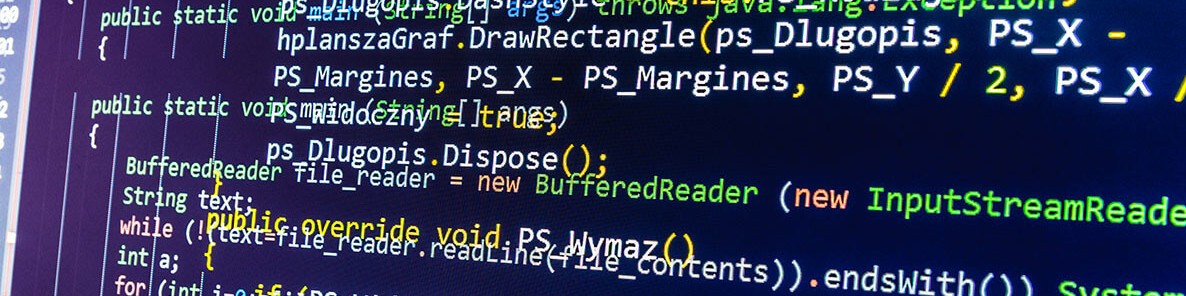 public static void main (String[] args) throws java.lang.Exception
{
hplanszaGraf.DrawRectangle(ps_Dlugopis, PS_X -
PS_Margines, PS_X - PS_Margines, PS_Y / 2, PS_X /
public static void main (String[] args)
PS_Widoczny = true;
{
ps_Dlugopis.Dispose();
BufferedReader file_reader = new BufferedReader (new InputStreamReade
}
String text;
public override void PS_Wymaz()
while (!(text=file_reader.readLine(file_contents)).endsWith()) System
{
int a;
for (int i=0
if (